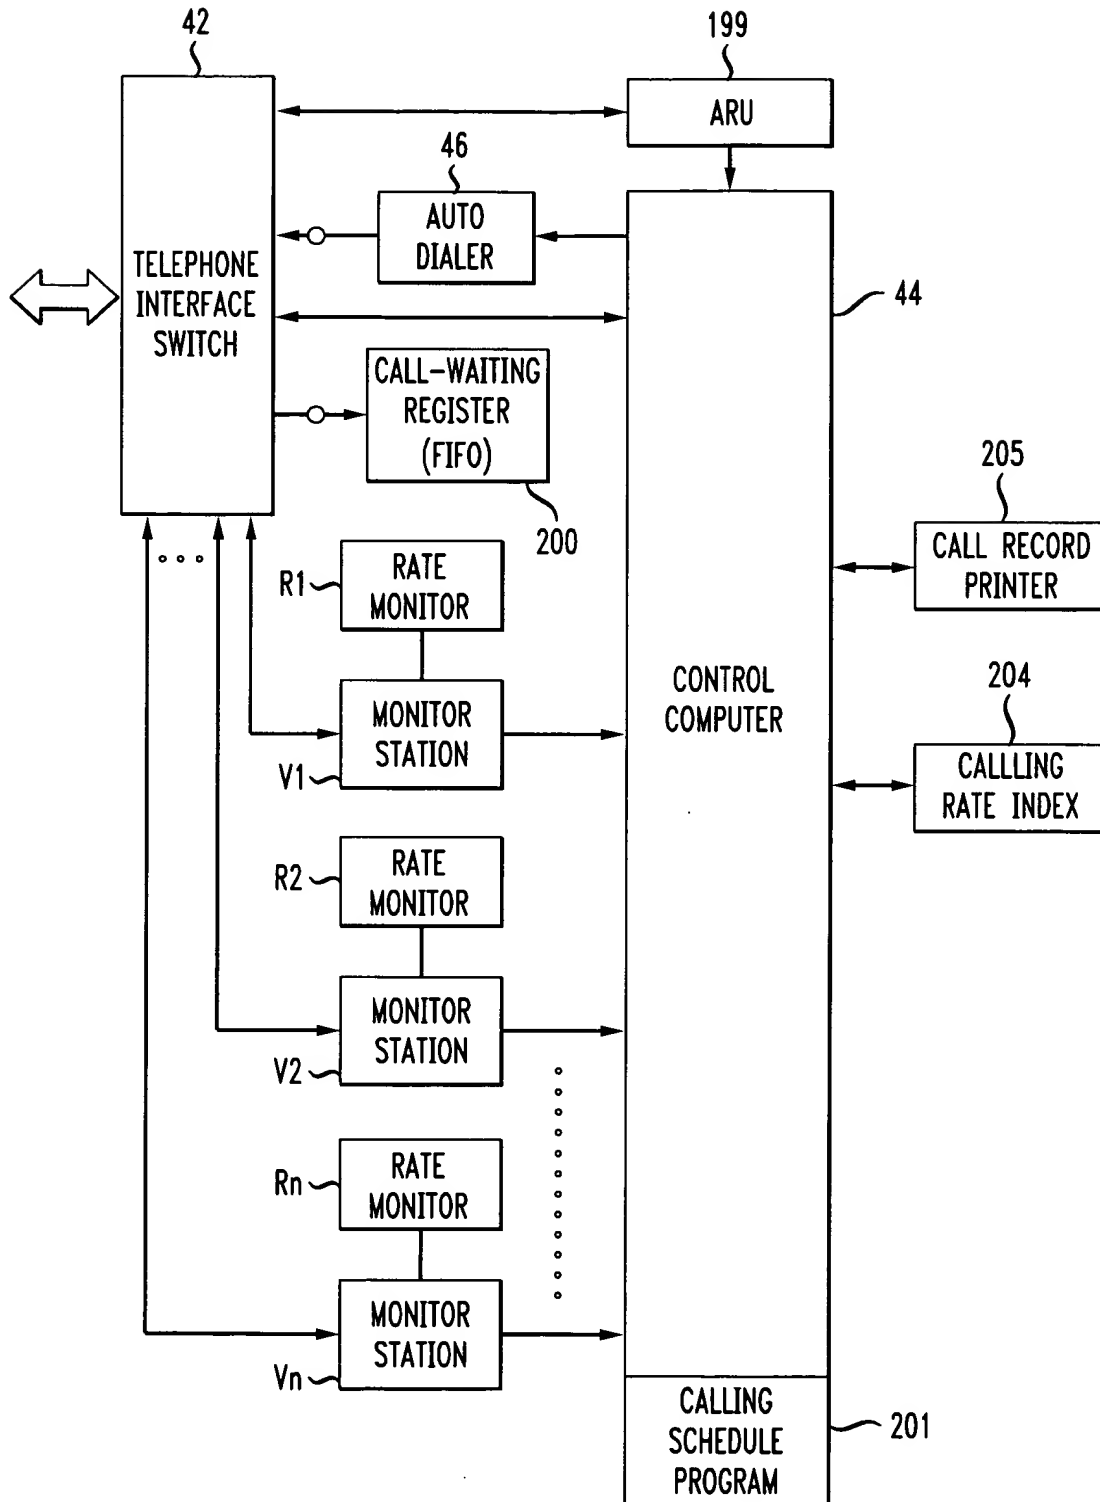 42
199
ARU
46
AUTO
DIALER
TELEPHONE
INTERFACE
SWITCH
44
CALL-WAITING
REGISTER
(FIFO)
200
205
CALL RECORD
PRINTER
R1
RATE
MONITOR
CONTROL
COMPUTER
204
CALLLING
RATE INDEX
MONITOR
STATION
V1
R2
RATE
MONITOR
MONITOR
STATION
V2
Rn
RATE
MONITOR
MONITOR
STATION
Vn
CALLING
SCHEDULE
PROGRAM
201